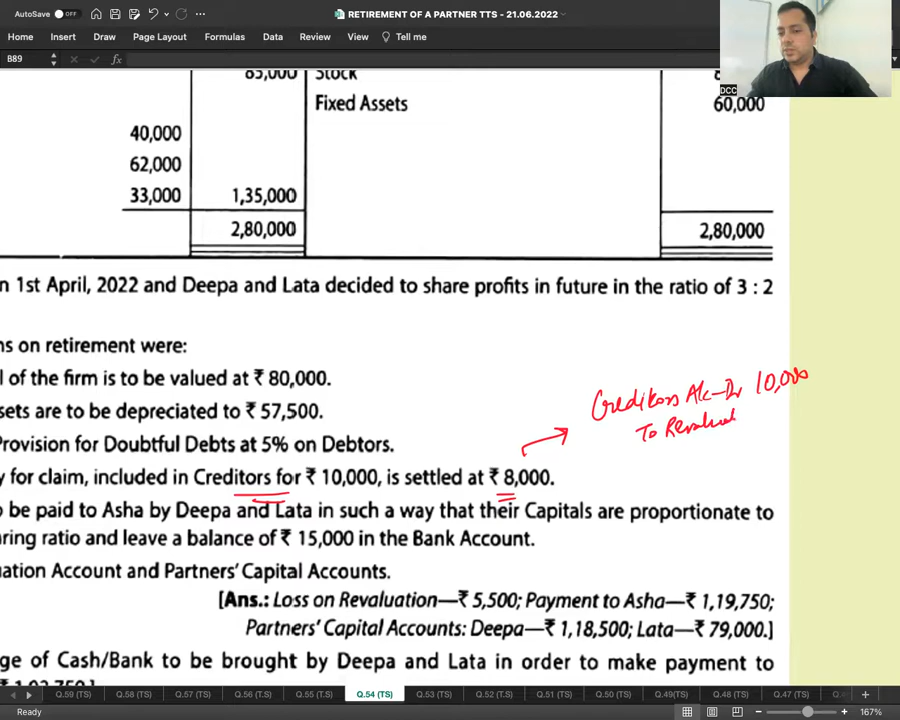 AutoSave OFF
RETIREMENT OF A PARTNER TTS - 21.06.2022
Home Insert Draw Page Layout Formulas Data Review View Tell me
B89 fx
DCC
85,000 Stock
Fixed Assets 60,000
40,000
62,000
33,000 1,35,000
2,80,000 2,80,000
n 1st April, 2022 and Deepa and Lata decided to share profits in future in the ratio of 3 : 2
ns on retirement were:
l of the firm is to be valued at ₹ 80,000.
sets are to be depreciated to ₹ 57,500.
Provision for Doubtful Debts at 5% on Debtors.
y for claim, included in Creditors for ₹ 10,000, is settled at ₹ 8,000.
Creditors A/c-Dr 10,000
To Revaluat
o be paid to Asha by Deepa and Lata in such a way that their Capitals are proportionate to
ring ratio and leave a balance of ₹ 15,000 in the Bank Account.
uation Account and Partners' Capital Accounts.
[Ans.: Loss on Revaluation—₹ 5,500; Payment to Asha—₹ 1,19,750;
Partners' Capital Accounts: Deepa—₹ 1,18,500; Lata—₹ 79,000.]
ge of Cash/Bank to be brought by Deepa and Lata in order to make payment to
Q.59 (TS) Q.58 (TS) Q.57 (TS) Q.56 (T.S) Q.55 (T.S) Q.54 (TS) Q.53 (TS) Q.52 (T.S) Q.51 (TS) Q.50 (TS) Q.49(TS) Q.48 (TS) Q.47 (TS)
Ready 167%